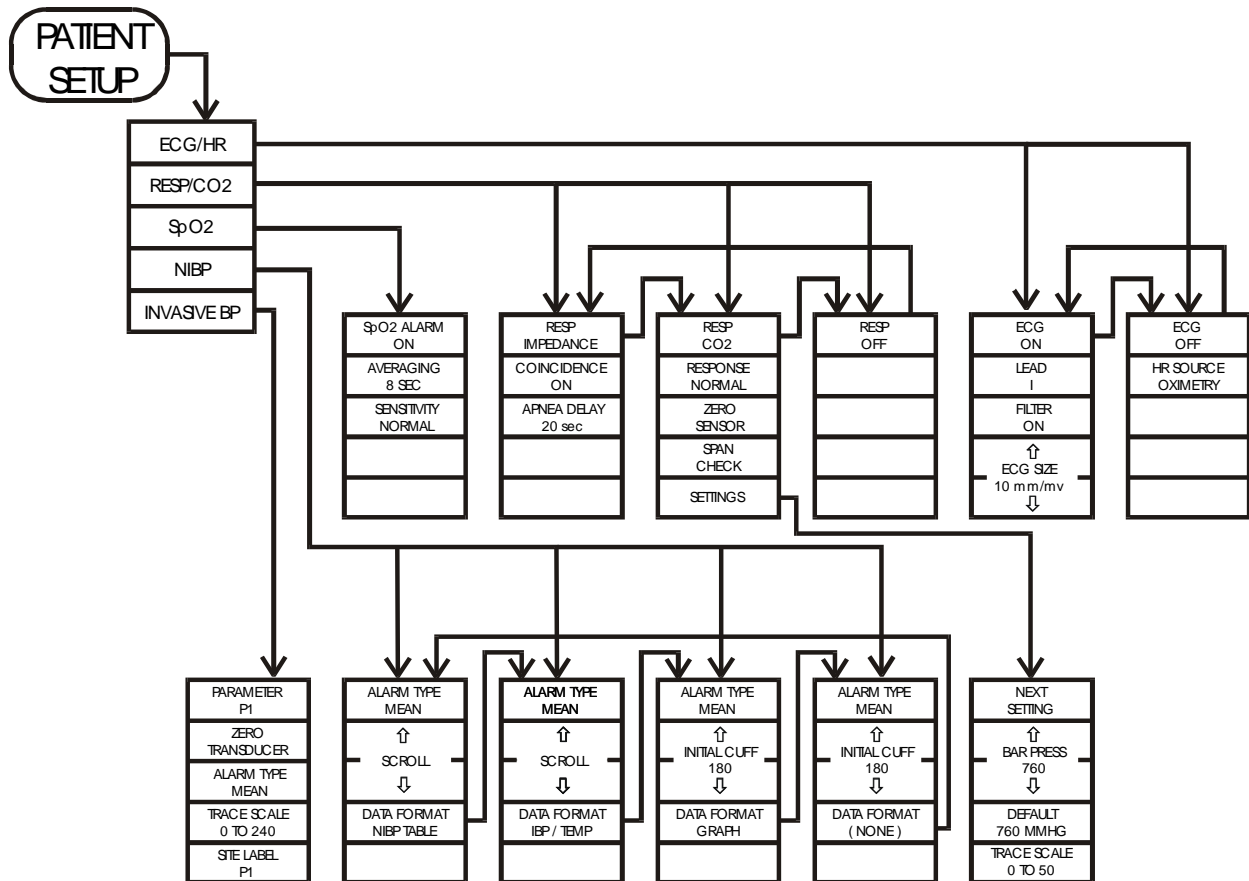 PATIENT
SETUP
ECG/HR
RESP/CO2
SpO2
NIBP
INVASIVE BP
SpO2 ALARM
ON
AVERAGING
8 SEC
SENSITIVITY
NORMAL
RESP
IMPEDANCE
COINCIDENCE
ON
APNEA DELAY
20 sec
RESP
CO2
RESPONSE
NORMAL
ZERO
SENSOR
SPAN
CHECK
SETTINGS
RESP
OFF
ECG
ON
LEAD
I
FILTER
ON
ECG SIZE
10 mm/mv
ECG
OFF
HR SOURCE
OXIMETRY
PARAMETER
P1
ZERO
TRANSDUCER
ALARM TYPE
MEAN
TRACE SCALE
0 TO 240
SITE LABEL
P1
ALARM TYPE
MEAN
SCROLL
DATA FORMAT
NIBP TABLE
ALARM TYPE
MEAN
SCROLL
DATA FORMAT
IBP / TEMP
ALARM TYPE
MEAN
INITIAL CUFF
180
DATA FORMAT
GRAPH
ALARM TYPE
MEAN
INITIAL CUFF
180
DATA FORMAT
( NONE )
NEXT
SETTING
BAR PRESS
760
DEFAULT
760 MMHG
TRACE SCALE
0 TO 50